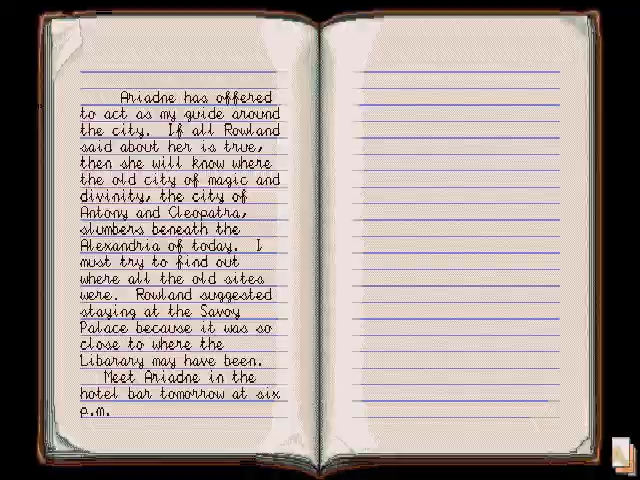 Ariadne has offered
to act as my guide around
the city. If all Rowland
said about her is true,
then she will know where
the old city of magic and
divinity, the city of
Antony and Cleopatra,
slumbers beneath the
Alexandria of today. I
must try to find out
where all the old sites
were. Rowland suggested
staying at the Savoy
Palace because it was so
close to where the
Libarary may have been.
Meet Ariadne in the
hotel bar tomorrow at six
p.m.